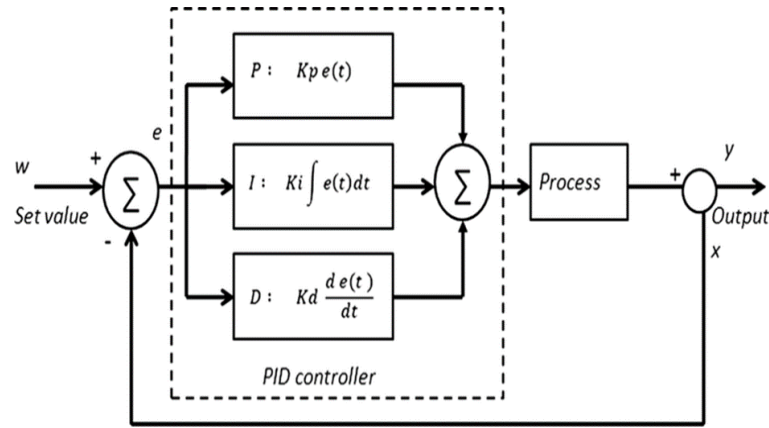 w
Set value
+
-
Σ
e
P : Kp e(t)
I : Ki ∫ e(t)dt
D : Kd d e(t) / dt
PID controller
Σ
Process
+
y
Output
x